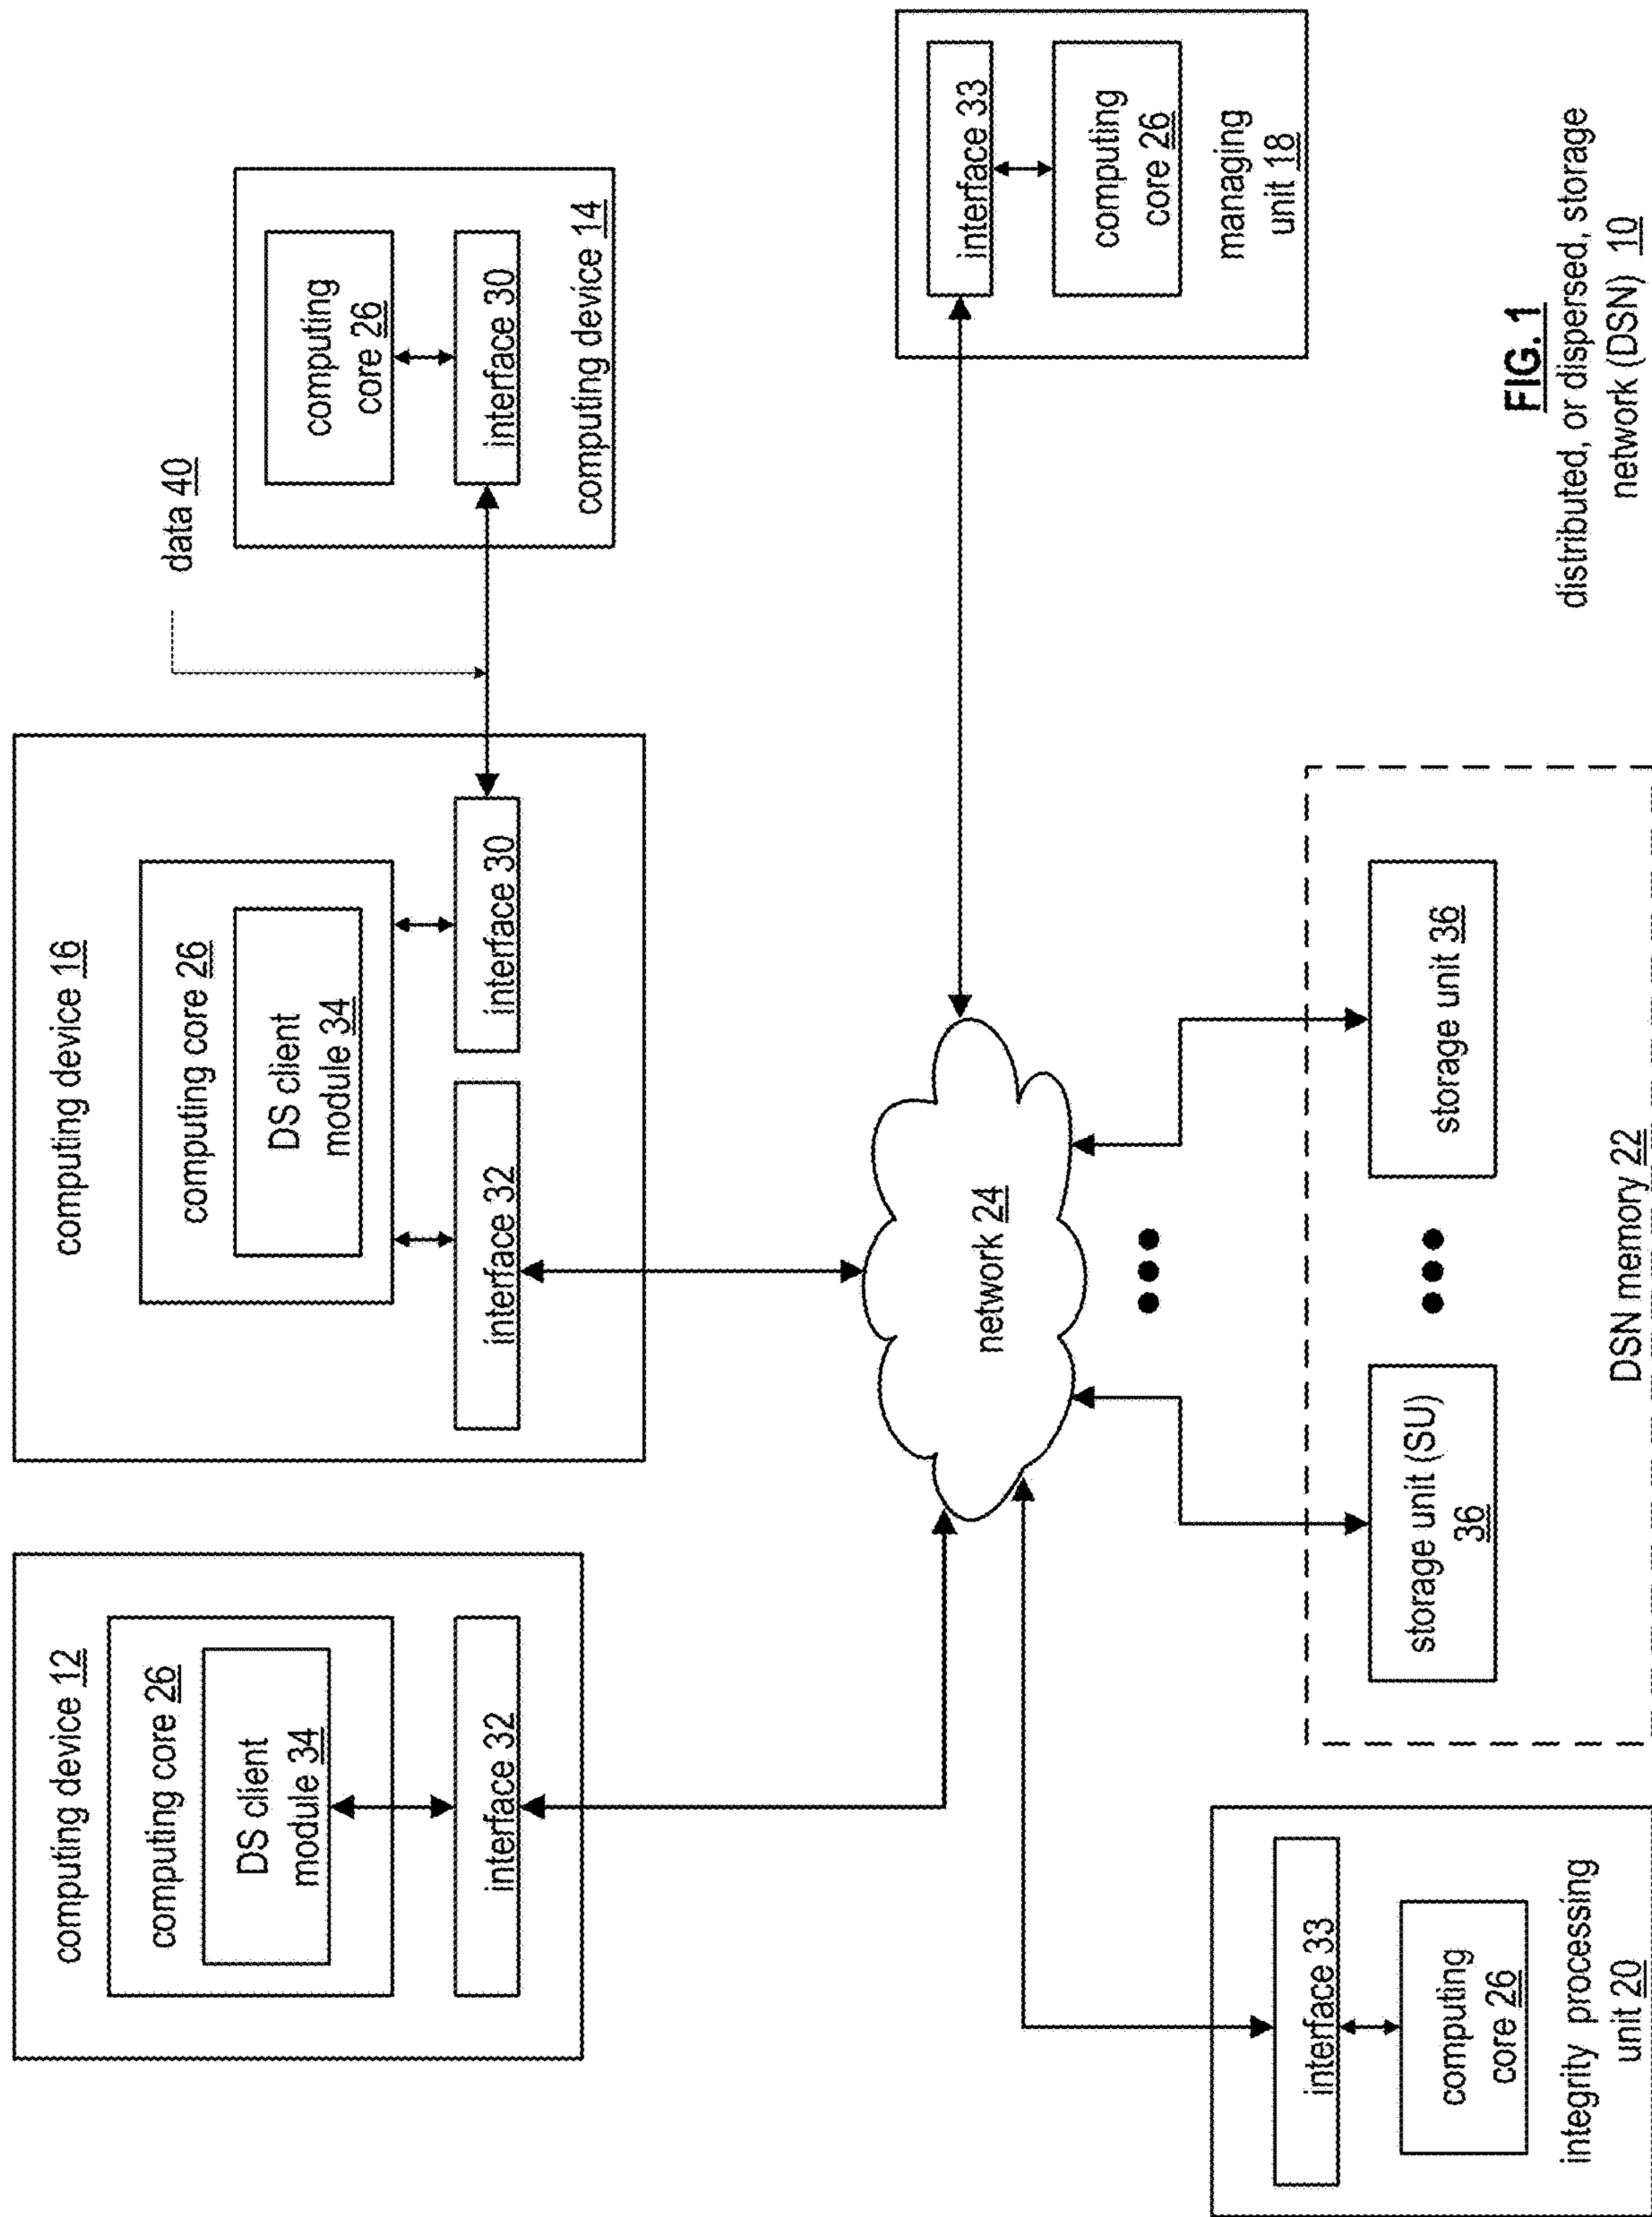 computing device 12
computing core 26
DS client
module 34
interface 32
computing device 16
computing core 26
DS client
module 34
interface 32
interface 30
data 40
computing
core 26
interface 30
computing device 14
network 24
interface 33
computing
core 26
managing
unit 18
interface 33
computing
core 26
integrity processing
unit 20
storage unit (SU)
36
storage unit 36
DSN memory 22
FIG. 1
distributed, or dispersed, storage
network (DSN) 10